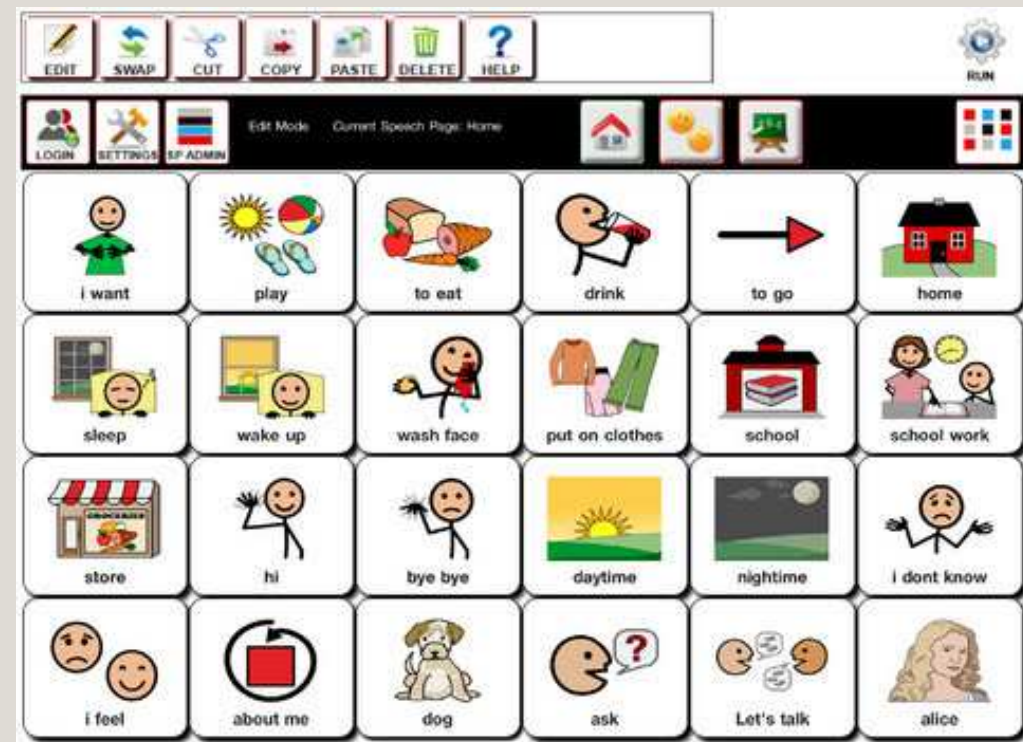 EDIT SWAP CUT COPY PASTE DELETE HELP
RUN
LOGIN SETTINGS SP ADMIN Edit Mode Current Speech Page: Home
i want play to eat drink to go home
sleep wake up wash face put on clothes school school work
GROCERIES
store hi bye bye daytime nightime i dont know
i feel about me dog ask Let's talk alice